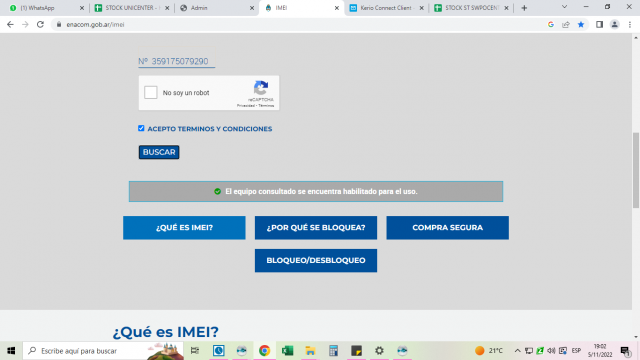 WhatsApp
STOCK UNICENTER - 
Admin
IMEI
Kerio Connect Client
STOCK ST SWPOCENT
enacom.gob.ar/imei
Nº 359175079290
No soy un robot
reCAPTCHA
Privacidad - Términos
ACEPTO TERMINOS Y CONDICIONES
BUSCAR
El equipo consultado se encuentra habilitado para el uso.
¿QUÉ ES IMEI?
¿POR QUÉ SE BLOQUEA?
COMPRA SEGURA
BLOQUEO/DESBLOQUEO
¿Qué es IMEI?
Escribe aquí para buscar
21°C
ESP
19:02
5/11/2022